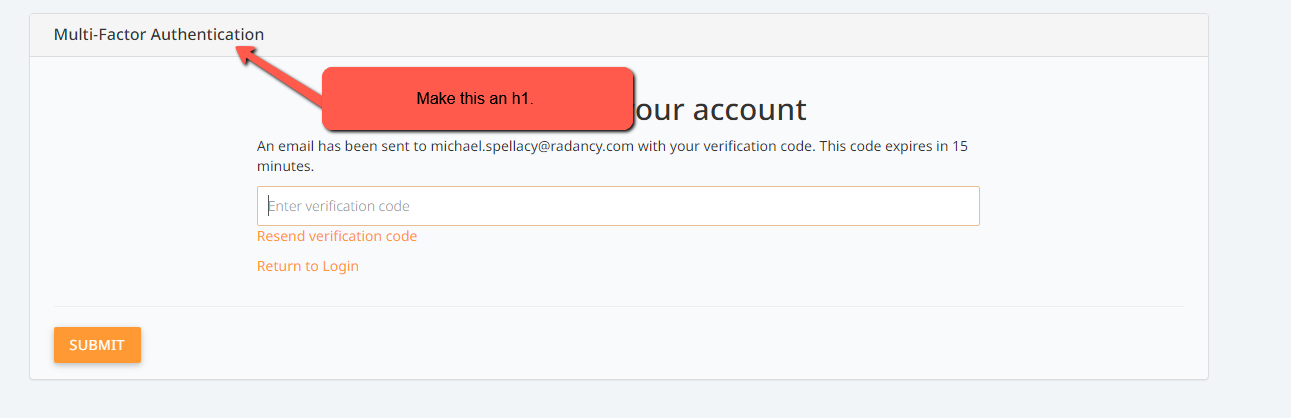 Multi-Factor Authentication
Make this an h1.
our account
An email has been sent to michael.spellacy@radancy.com with your verification code. This code expires in 15
minutes.
Enter verification code
Resend verification code
Return to Login
SUBMIT